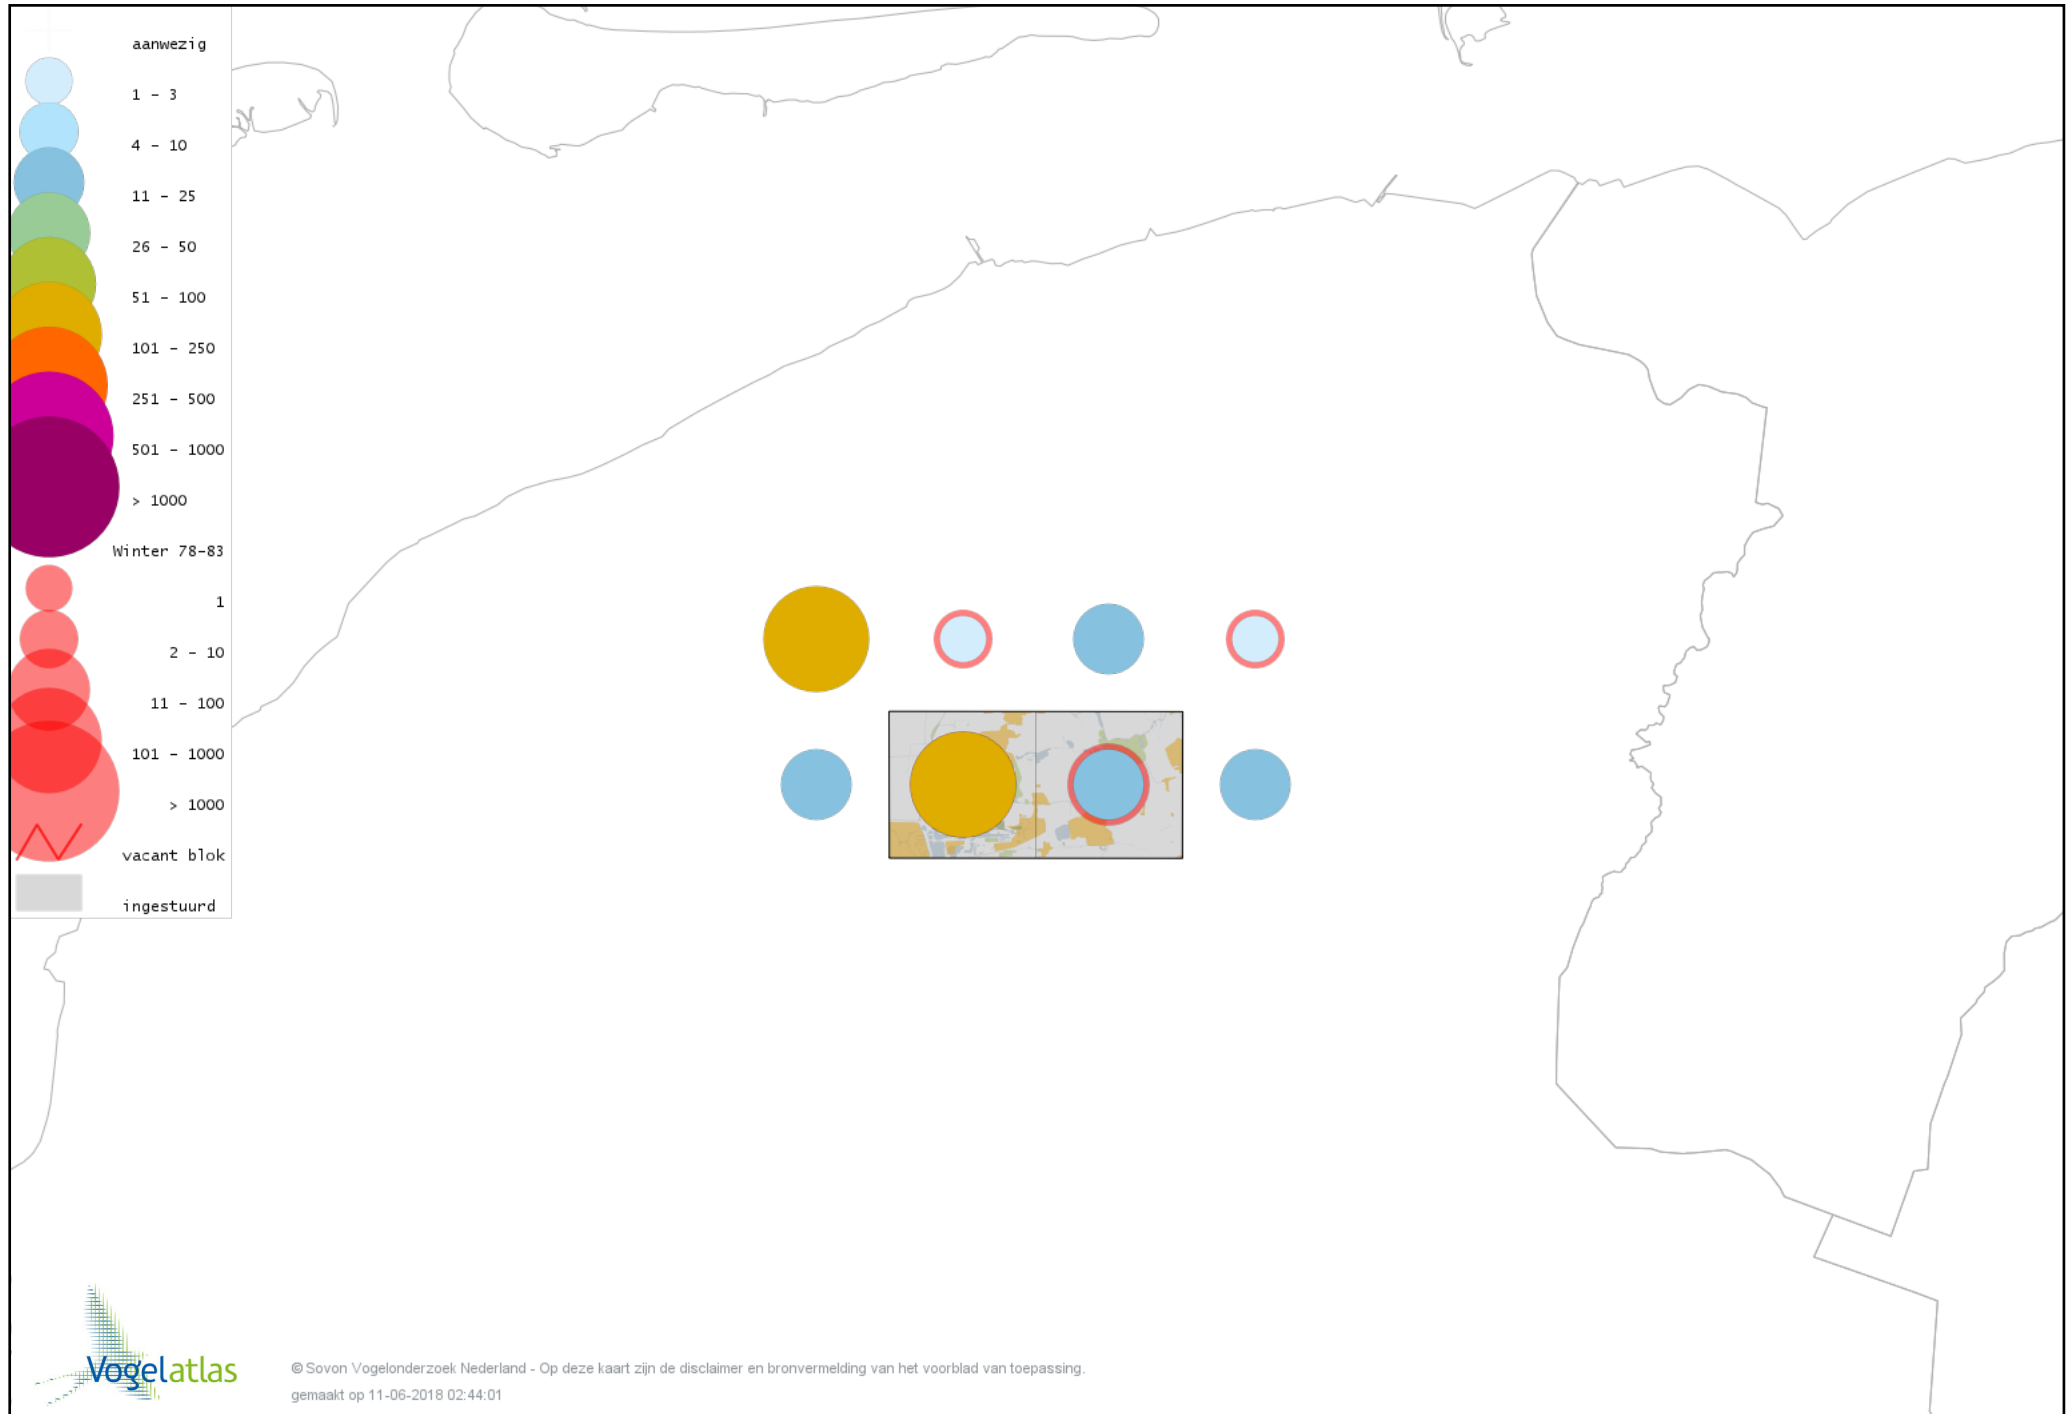 aanwezig
1 - 3
4 - 10
11 - 25
26 - 50
51 - 100
101 - 250
251 - 500
501 - 1000
> 1000
Winter 78-83
1
2 - 10
11 - 100
101 - 1000
> 1000
vacant blok
ingestuurd
Vogelatlas
© Sovon Vogelonderzoek Nederland - Op deze kaart zijn de disclaimer en bronvermelding van het voorblad van toepassing.
gemaakt op 11-06-2018 02:44:01